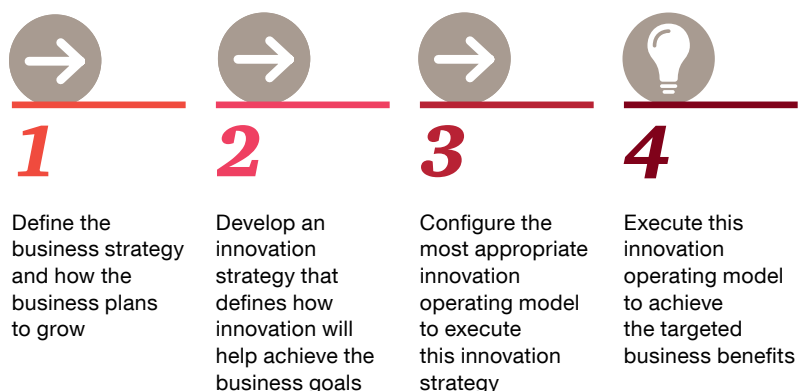 1
Define the
business strategy
and how the
business plans
to grow
2
Develop an
innovation
strategy that
defines how
innovation will
help achieve the
business goals
3
Configure the
most appropriate
innovation
operating model
to execute
this innovation
strategy
4
Execute this
innovation
operating model
to achieve
the targeted
business benefits